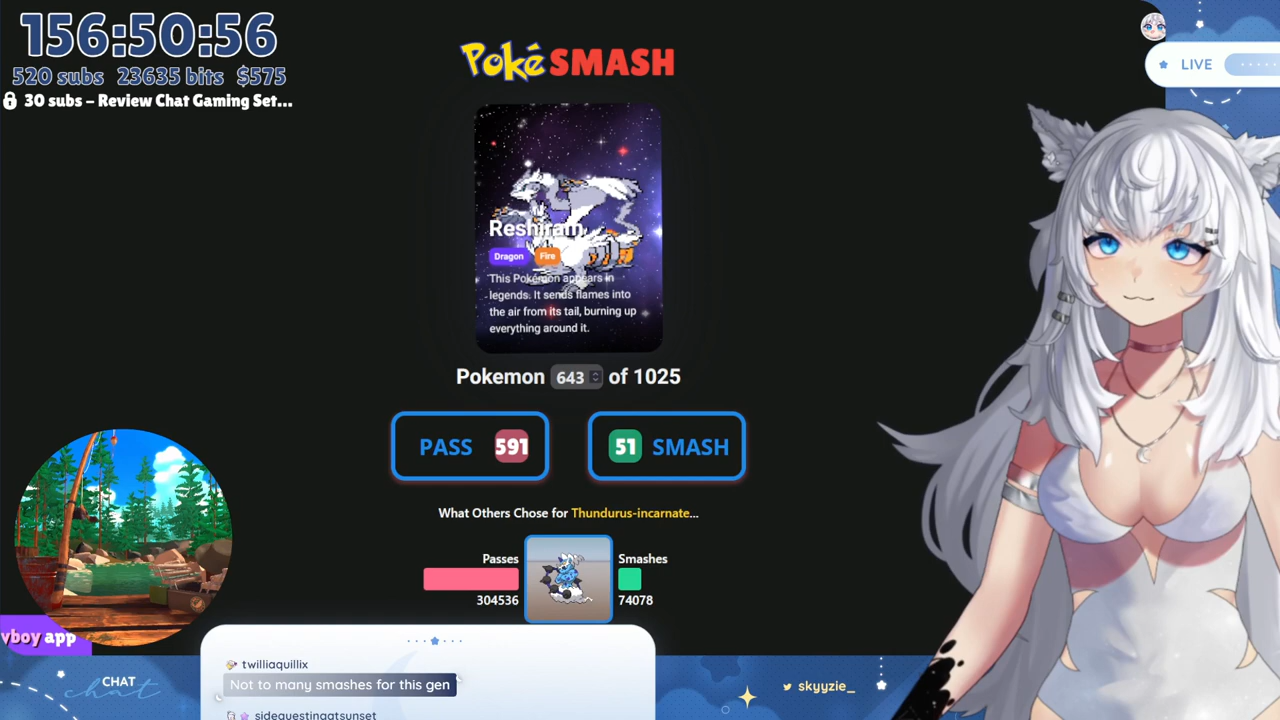 156:50:56
520 subs 23635 bits $575
30 subs – Review Chat Gaming Set...
Poké SMASH
LIVE
Reshiram
Dragon Fire
This Pokémon appears in
legends. It sends flames into
the air from its tail, burning up
everything around it.
Pokemon 643 of 1025
PASS 591
51 SMASH
What Others Chose for Thundurus-incarnate...
Passes
304536
Smashes
74078
vboy app
CHAT
chat
twilliaquillix
Not to many smashes for this gen
sidequestingatsunset
skyyzie_